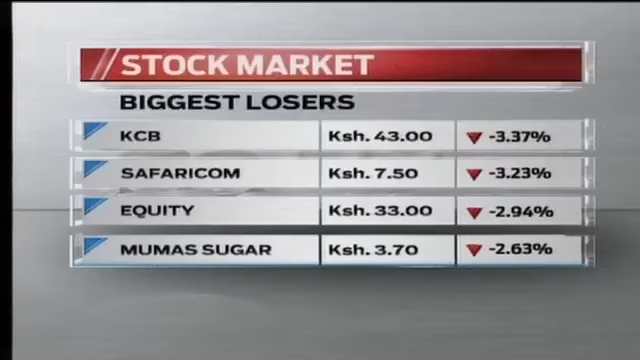 STOCK MARKET
BIGGEST LOSERS
KCB Ksh. 43.00 -3.37%
SAFARICOM Ksh. 7.50 -3.23%
EQUITY Ksh. 33.00 -2.94%
MUMAS SUGAR Ksh. 3.70 -2.63%